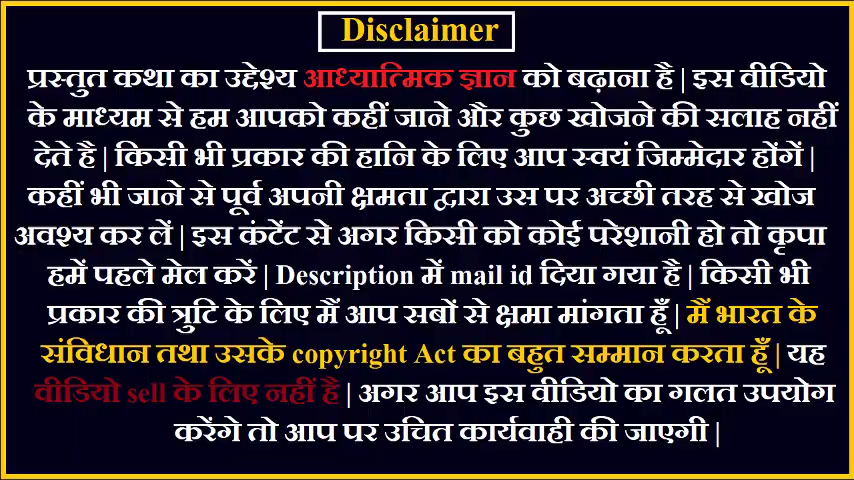 Disclaimer
प्रस्तुत कथा का उद्देश्य आध्यात्मिक ज्ञान को बढ़ाना है | इस वीडियो
के माध्यम से हम आपको कहीं जाने और कुछ खोजने की सलाह नहीं
देते है | किसी भी प्रकार की हानि के लिए आप स्वयं जिम्मेदार होंगें |
कहीं भी जाने से पूर्व अपनी क्षमता द्वारा उस पर अच्छी तरह से खोज
अवश्य कर लें | इस कंटेंट से अगर किसी को कोई परेशानी हो तो कृपा
हमें पहले मेल करें | Description में mail id दिया गया है | किसी भी
प्रकार की त्रुटि के लिए मैं आप सबों से क्षमा मांगता हूँ | मैं भारत के
संविधान तथा उसके copyright Act का बहुत सम्मान करता हूँ | यह
वीडियो sell के लिए नहीं है | अगर आप इस वीडियो का गलत उपयोग
करेंगे तो आप पर उचित कार्यवाही की जाएगी |